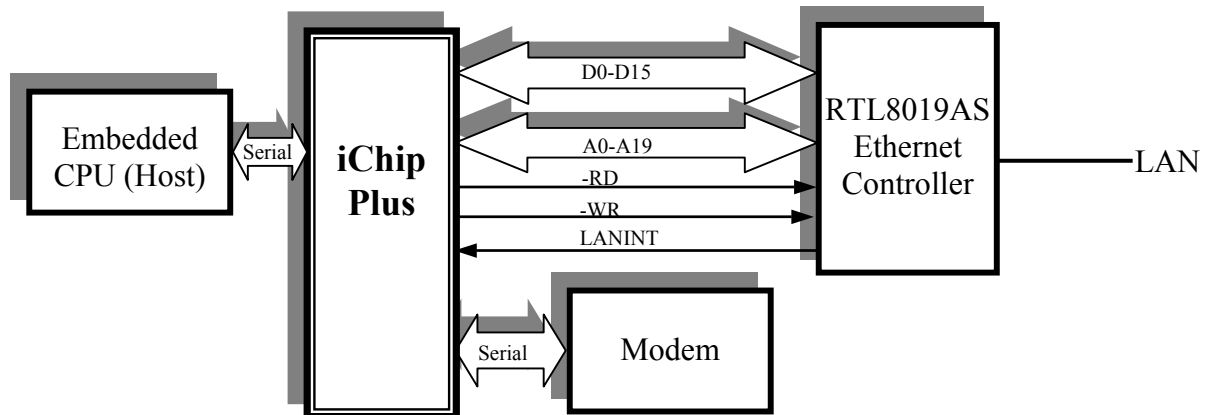 Embedded
CPU (Host)
Serial
iChip
Plus
D0-D15
A0-A19
-RD
-WR
LANINT
Serial
Modem
RTL8019AS
Ethernet
Controller
LAN